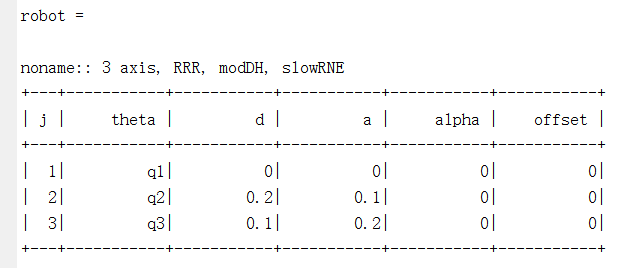 robot =
noname:: 3 axis, RRR, modDH, slowRNE
+---+-----------+-----------+-----------+-----------+-----------+
| j |     theta |         d |         a |     alpha |    offset |
+---+-----------+-----------+-----------+-----------+-----------+
|  1|         q1|          0|          0|          0|          0|
|  2|         q2|        0.2|        0.1|          0|          0|
|  3|         q3|        0.1|        0.2|          0|          0|
+---+-----------+-----------+-----------+-----------+-----------+